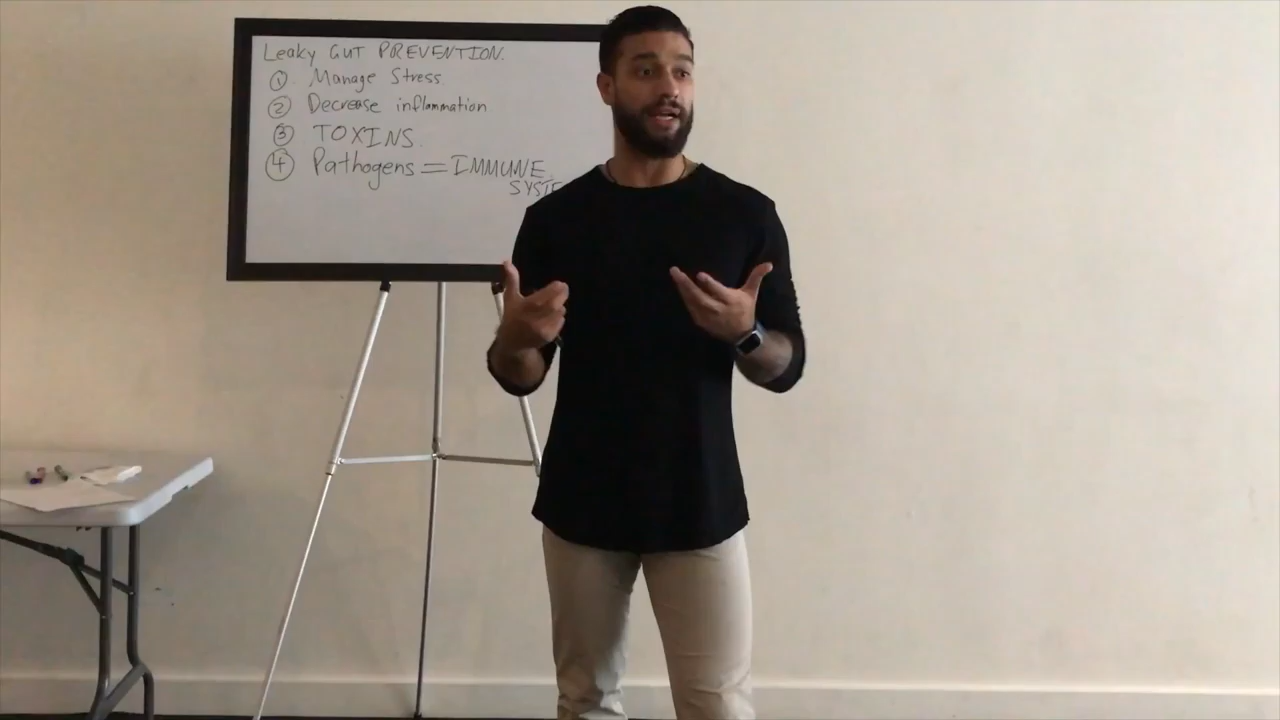 Leaky GUT PREVENTION.
① Manage Stress
② Decrease inflammation
③ TOXINS.
④ Pathogens = IMMUNE